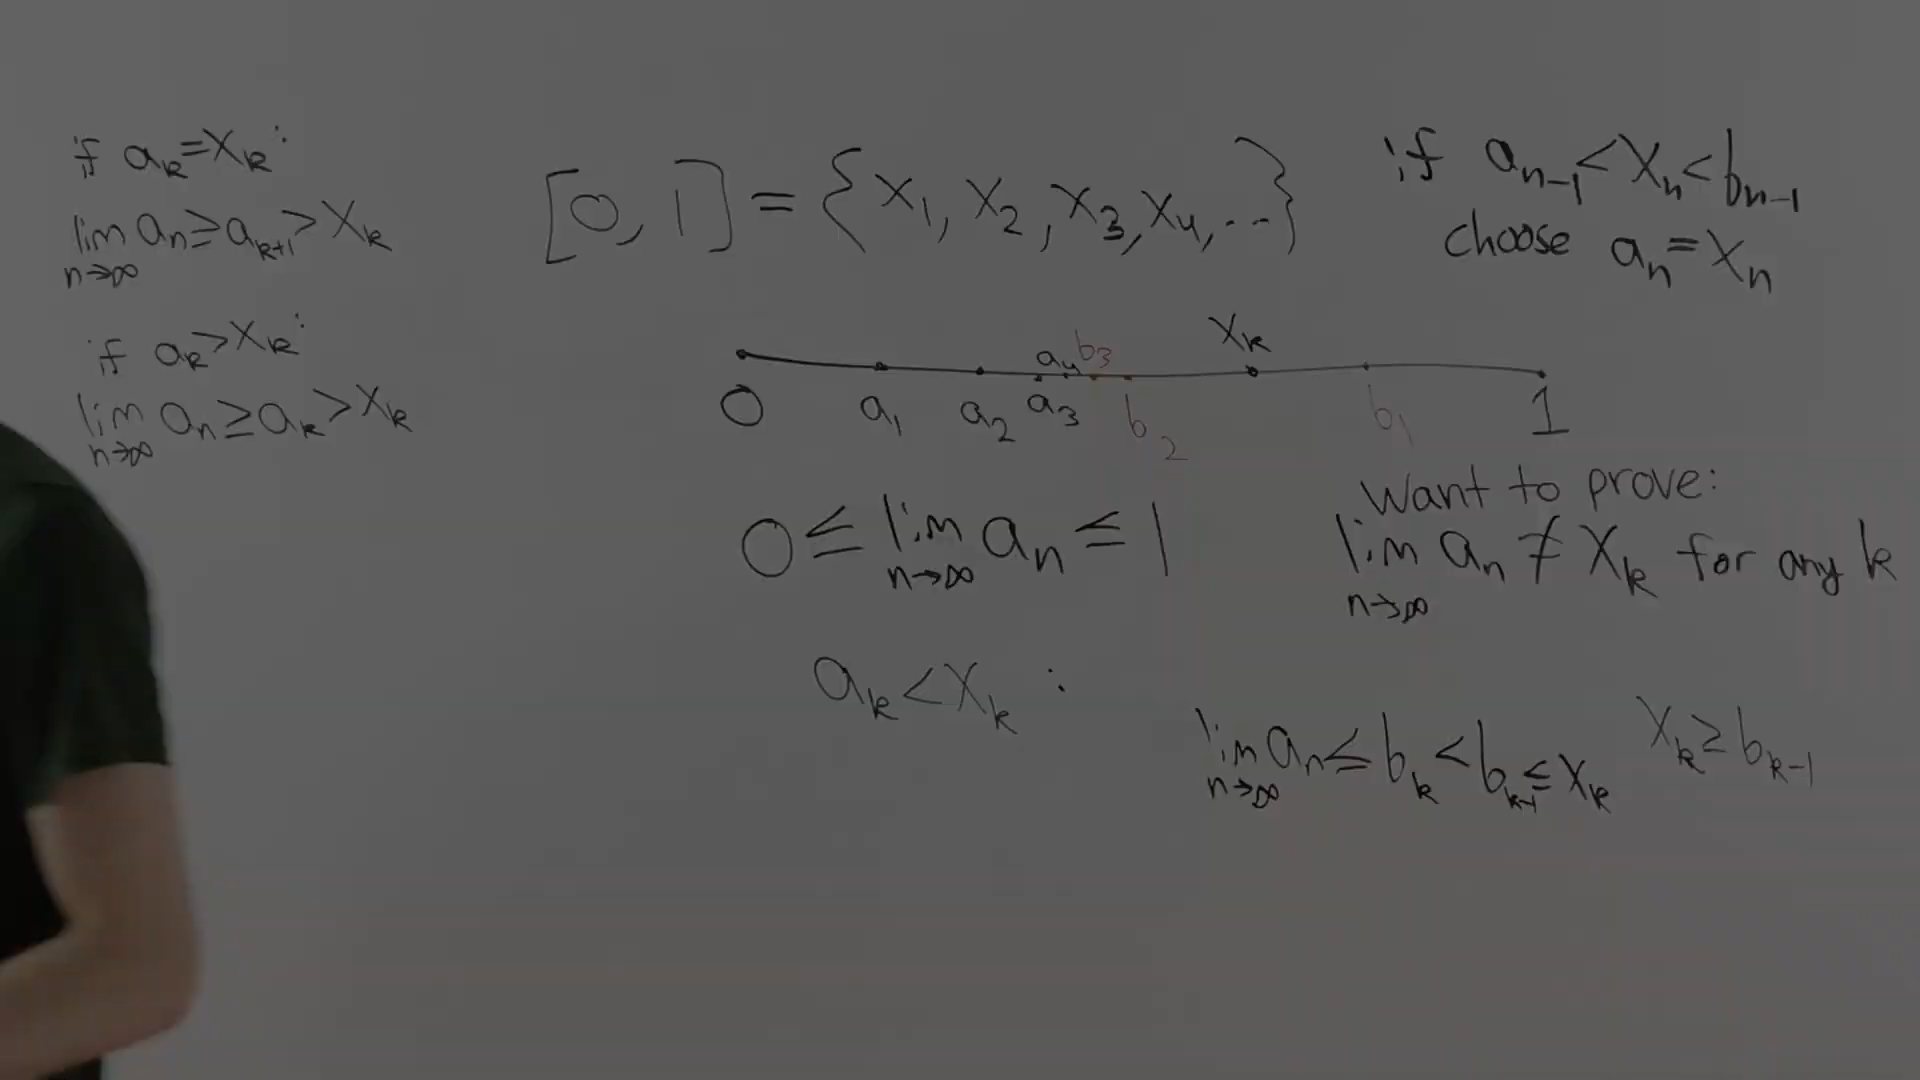 if a_k = x_k :
lim a_n ≥ a_{k+1} > x_k
n→∞
if a_k > x_k :
lim a_n ≥ a_k > x_k
n→∞
[0, 1] = {x_1, x_2, x_3, x_4, ...}
if a_{n-1} < x_n < b_{n-1}
choose a_n = x_n
a_4 b_3 x_k
0 a_1 a_2 a_3 b_2 b_1 1
0 ≤ lim a_n ≤ 1
n→∞
Want to prove:
lim a_n ≠ x_k for any k
n→∞
a_k < x_k :
lim a_n ≤ b_k < b_{k-1} ≤ x_k
n→∞
x_k ≥ b_{k-1}